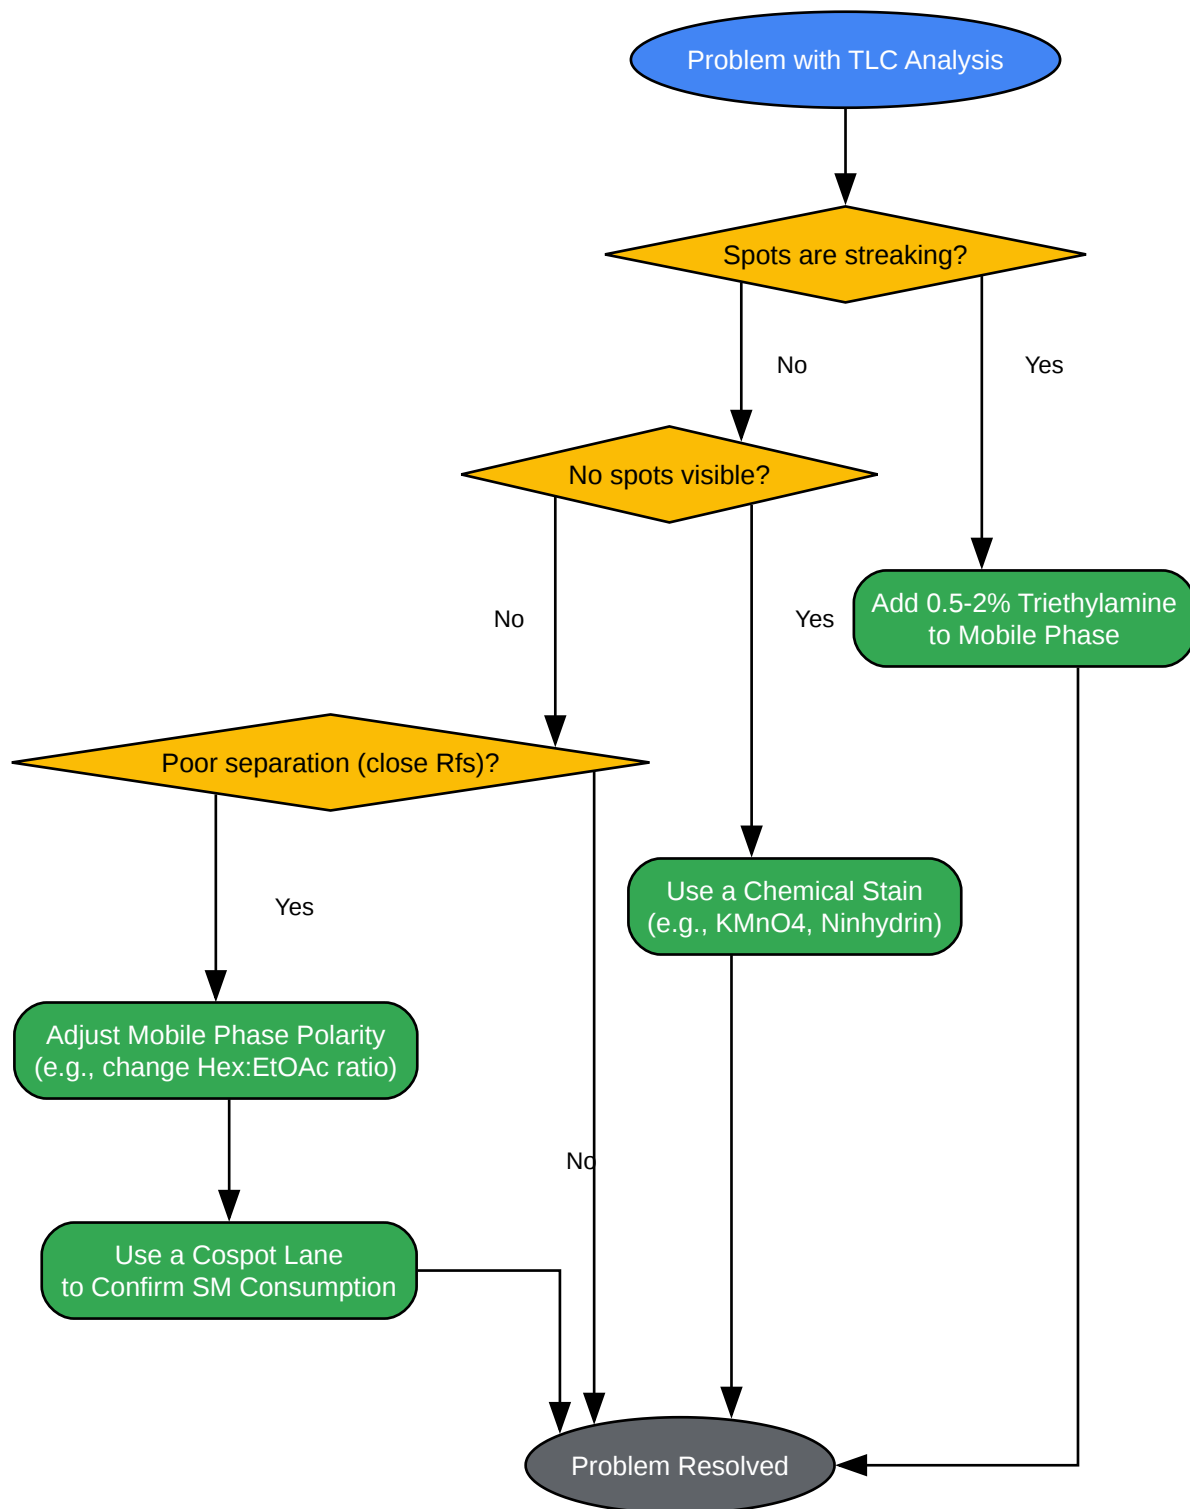 Problem with TLC Analysis
Spots are streaking?
No
Yes
No spots visible?
Add 0.5-2% Triethylamine
to Mobile Phase
No
Yes
Poor separation (close Rfs)?
Use a Chemical Stain
(e.g., KMnO4, Ninhydrin)
Yes
Adjust Mobile Phase Polarity
(e.g., change Hex:EtOAc ratio)
No
Use a Cospot Lane
to Confirm SM Consumption
Problem Resolved